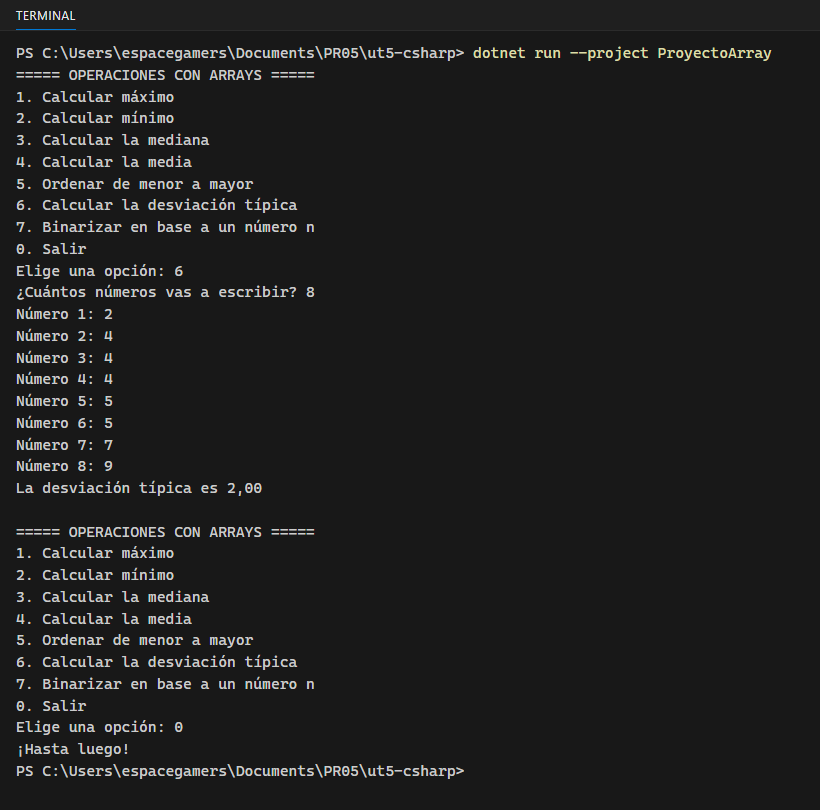 TERMINAL
PS C:\Users\espacegamers\Documents\PR05\ut5-csharp> dotnet run --project ProyectoArray
===== OPERACIONES CON ARRAYS =====
1. Calcular máximo
2. Calcular mínimo
3. Calcular la mediana
4. Calcular la media
5. Ordenar de menor a mayor
6. Calcular la desviación típica
7. Binarizar en base a un número n
0. Salir
Elige una opción: 6
¿Cuántos números vas a escribir? 8
Número 1: 2
Número 2: 4
Número 3: 4
Número 4: 4
Número 5: 5
Número 6: 5
Número 7: 7
Número 8: 9
La desviación típica es 2,00
===== OPERACIONES CON ARRAYS =====
1. Calcular máximo
2. Calcular mínimo
3. Calcular la mediana
4. Calcular la media
5. Ordenar de menor a mayor
6. Calcular la desviación típica
7. Binarizar en base a un número n
0. Salir
Elige una opción: 0
¡Hasta luego!
PS C:\Users\espacegamers\Documents\PR05\ut5-csharp>